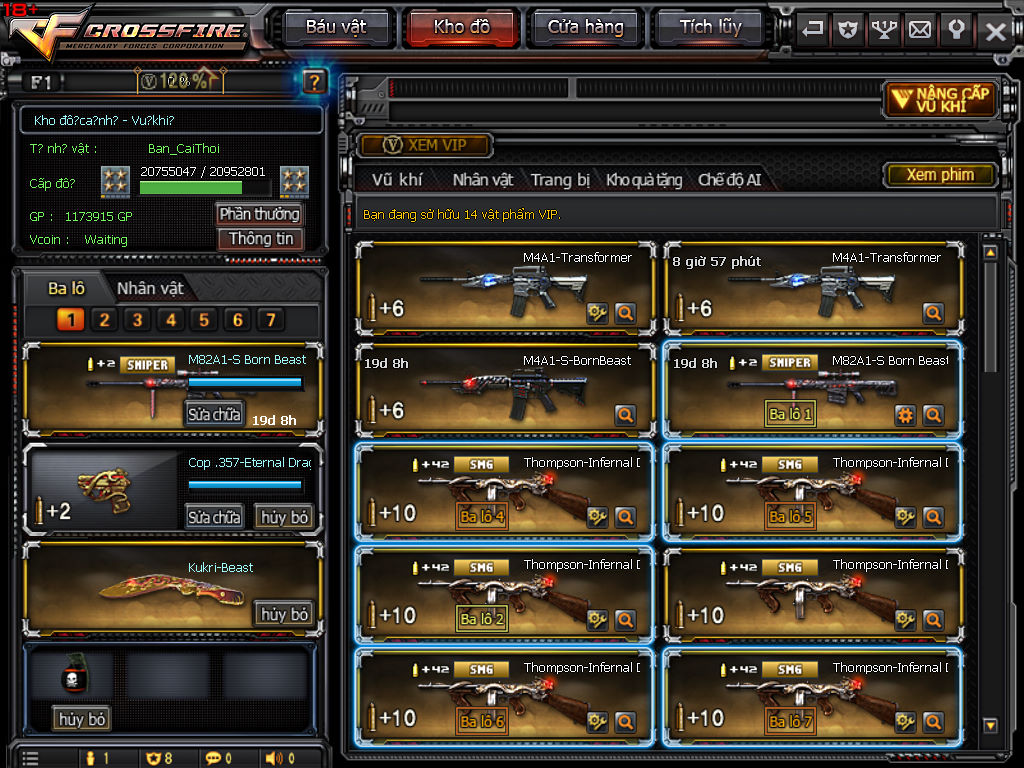 18+
CROSSFIRE
MERCENARY FORCES CORPORATION
Báu vật
Kho đồ
Cửa hàng
Tích lũy
F1
120%
?
NÂNG CẤP
VŨ KHÍ
Kho đô?ca?nh? - Vu?khi?
T? nh? vật :
Ban_CaiThoi
Cấp đô?
20755047 / 20952801
GP :
1173915 GP
Phần thưởng
Vcoin :
Waiting
Thông tin
XEM VIP
Vũ khí
Nhân vật
Trang bị
Kho quà tặng
Chế độ AI
Xem phim
Bạn đang sở hữu 14 vật phẩm VIP.
Ba lô
Nhân vật
1 2 3 4 5 6 7
+2 SNIPER
M82A1-S Born Beast
Sửa chữa
19d 8h
Cop .357-Eternal Drag
+2
Sửa chữa
hủy bỏ
Kukri-Beast
hủy bỏ
hủy bỏ
1
8
0
0
M4A1-Transformer
+6
8 giờ 57 phút
M4A1-Transformer
+6
19d 8h
M4A1-S-BornBeast
+6
19d 8h
+2 SNIPER
M82A1-S Born Beast
Ba lô 1
+42 SMG
Thompson-Infernal D
+10
Ba lô 4
+42 SMG
Thompson-Infernal D
+10
Ba lô 5
+42 SMG
Thompson-Infernal D
+10
Ba lô 2
+42 SMG
Thompson-Infernal D
+10
+42 SMG
Thompson-Infernal D
+10
Ba lô 6
+42 SMG
Thompson-Infernal D
+10
Ba lô 7